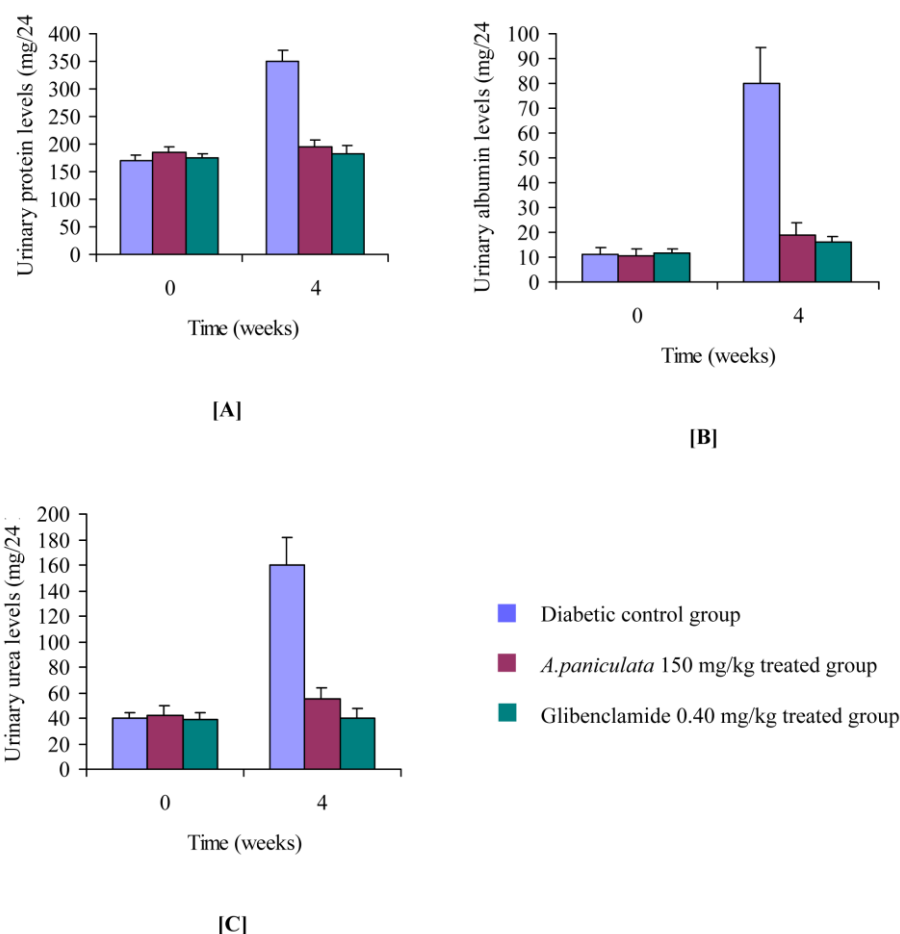 Urinary protein levels (mg/24
400
350
300
250
200
150
100
50
0
0 4
Time (weeks)
[A]
Urinary albumin levels (mg/24
100
90
80
70
60
50
40
30
20
10
0
0 4
Time (weeks)
[B]
Urinary urea levels (mg/24
200
180
160
140
120
100
80
60
40
20
0
0 4
Time (weeks)
[C]
Diabetic control group
A.paniculata 150 mg/kg treated group
Glibenclamide 0.40 mg/kg treated group